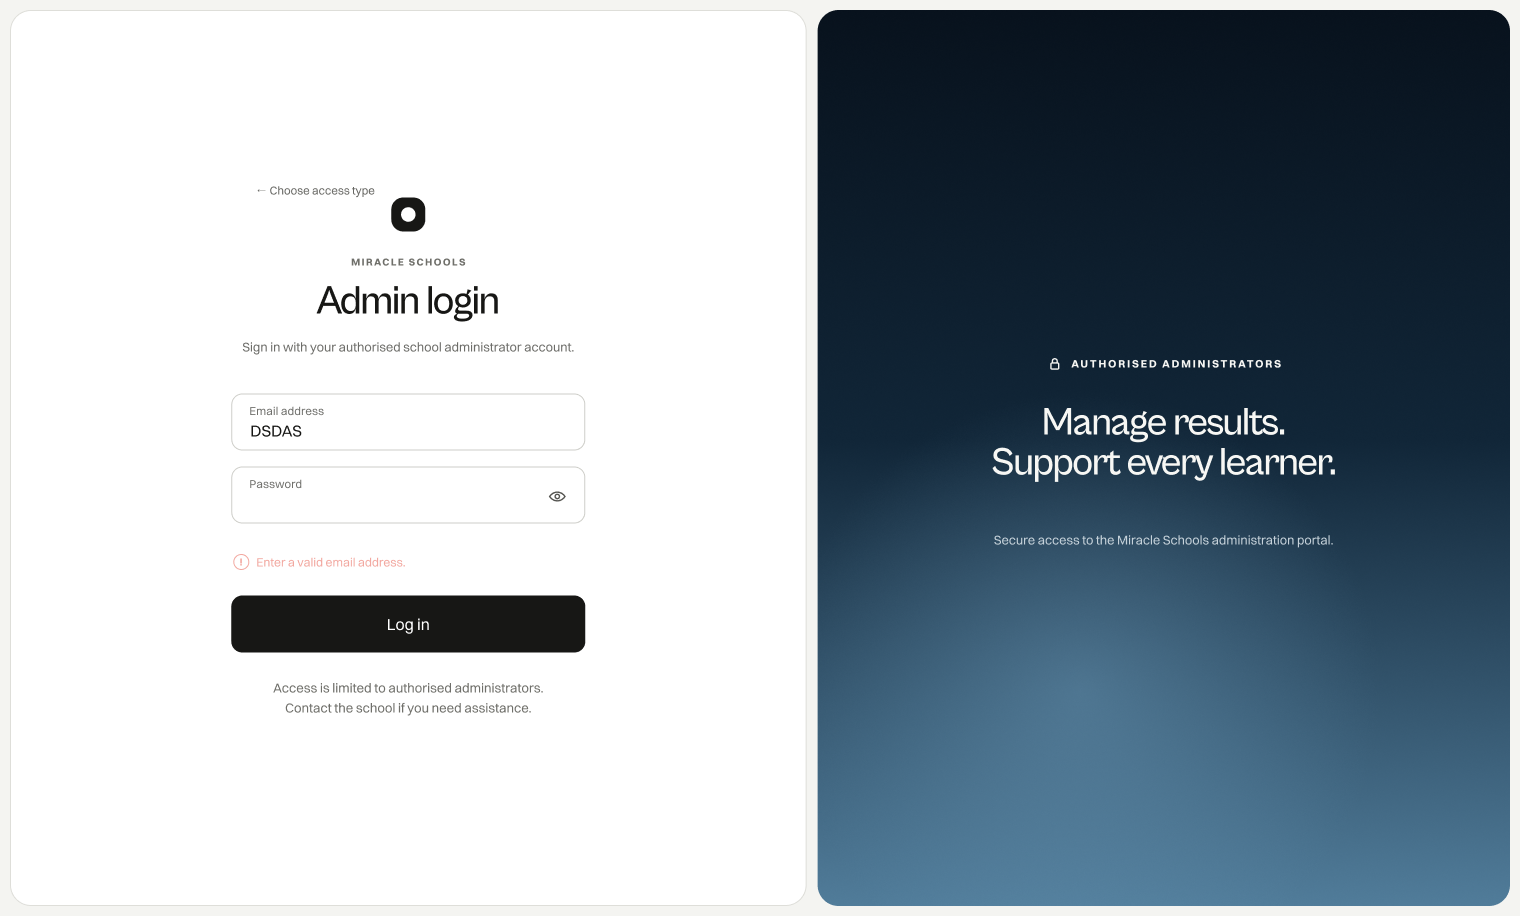 ← Choose access type
MIRACLE SCHOOLS
Admin login
Sign in with your authorised school administrator account.
Email address
DSDAS
Password
Enter a valid email address.
Log in
Access is limited to authorised administrators.
Contact the school if you need assistance.
AUTHORISED ADMINISTRATORS
Manage results.
Support every learner.
Secure access to the Miracle Schools administration portal.